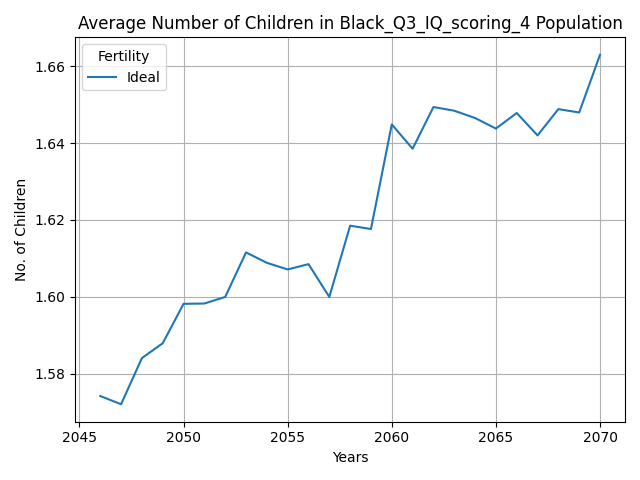 Average Number of Children in Black_Q3_IQ_scoring_4 Population
Fertility
Ideal
No. of Children
1.66
1.64
1.62
1.60
1.58
2045 2050 2055 2060 2065 2070
Years